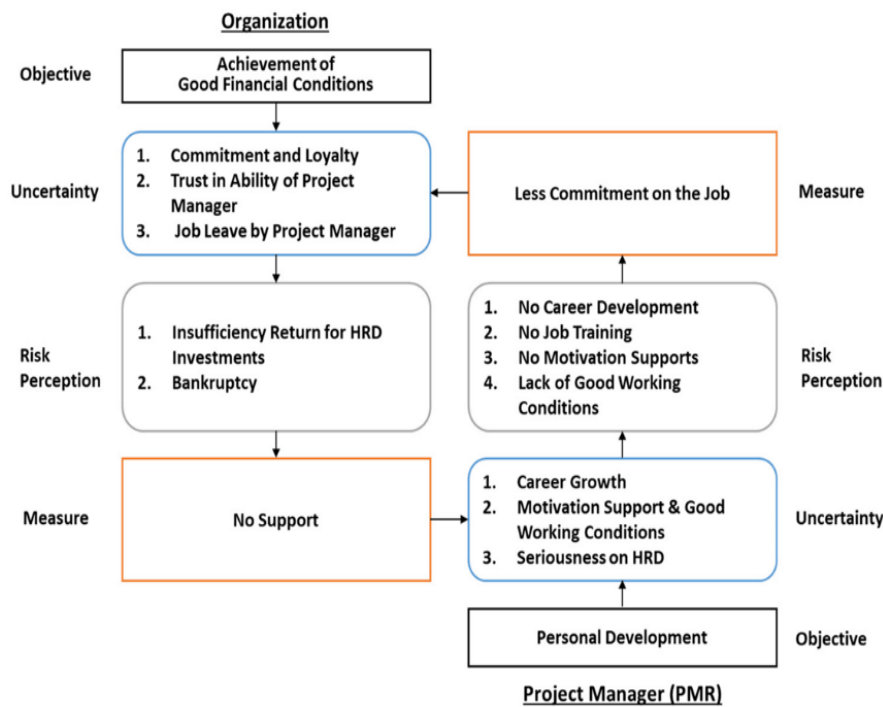 Organization
Objective
Achievement of
Good Financial Conditions
Uncertainty
1. Commitment and Loyalty
2. Trust in Ability of Project
Manager
3. Job Leave by Project Manager
Less Commitment on the Job
Measure
Risk
Perception
1. Insufficiency Return for HRD
Investments
2. Bankruptcy
1. No Career Development
2. No Job Training
3. No Motivation Supports
4. Lack of Good Working
Conditions
Risk
Perception
Measure
No Support
1. Career Growth
2. Motivation Support & Good
Working Conditions
3. Seriousness on HRD
Uncertainty
Personal Development
Objective
Project Manager (PMR)